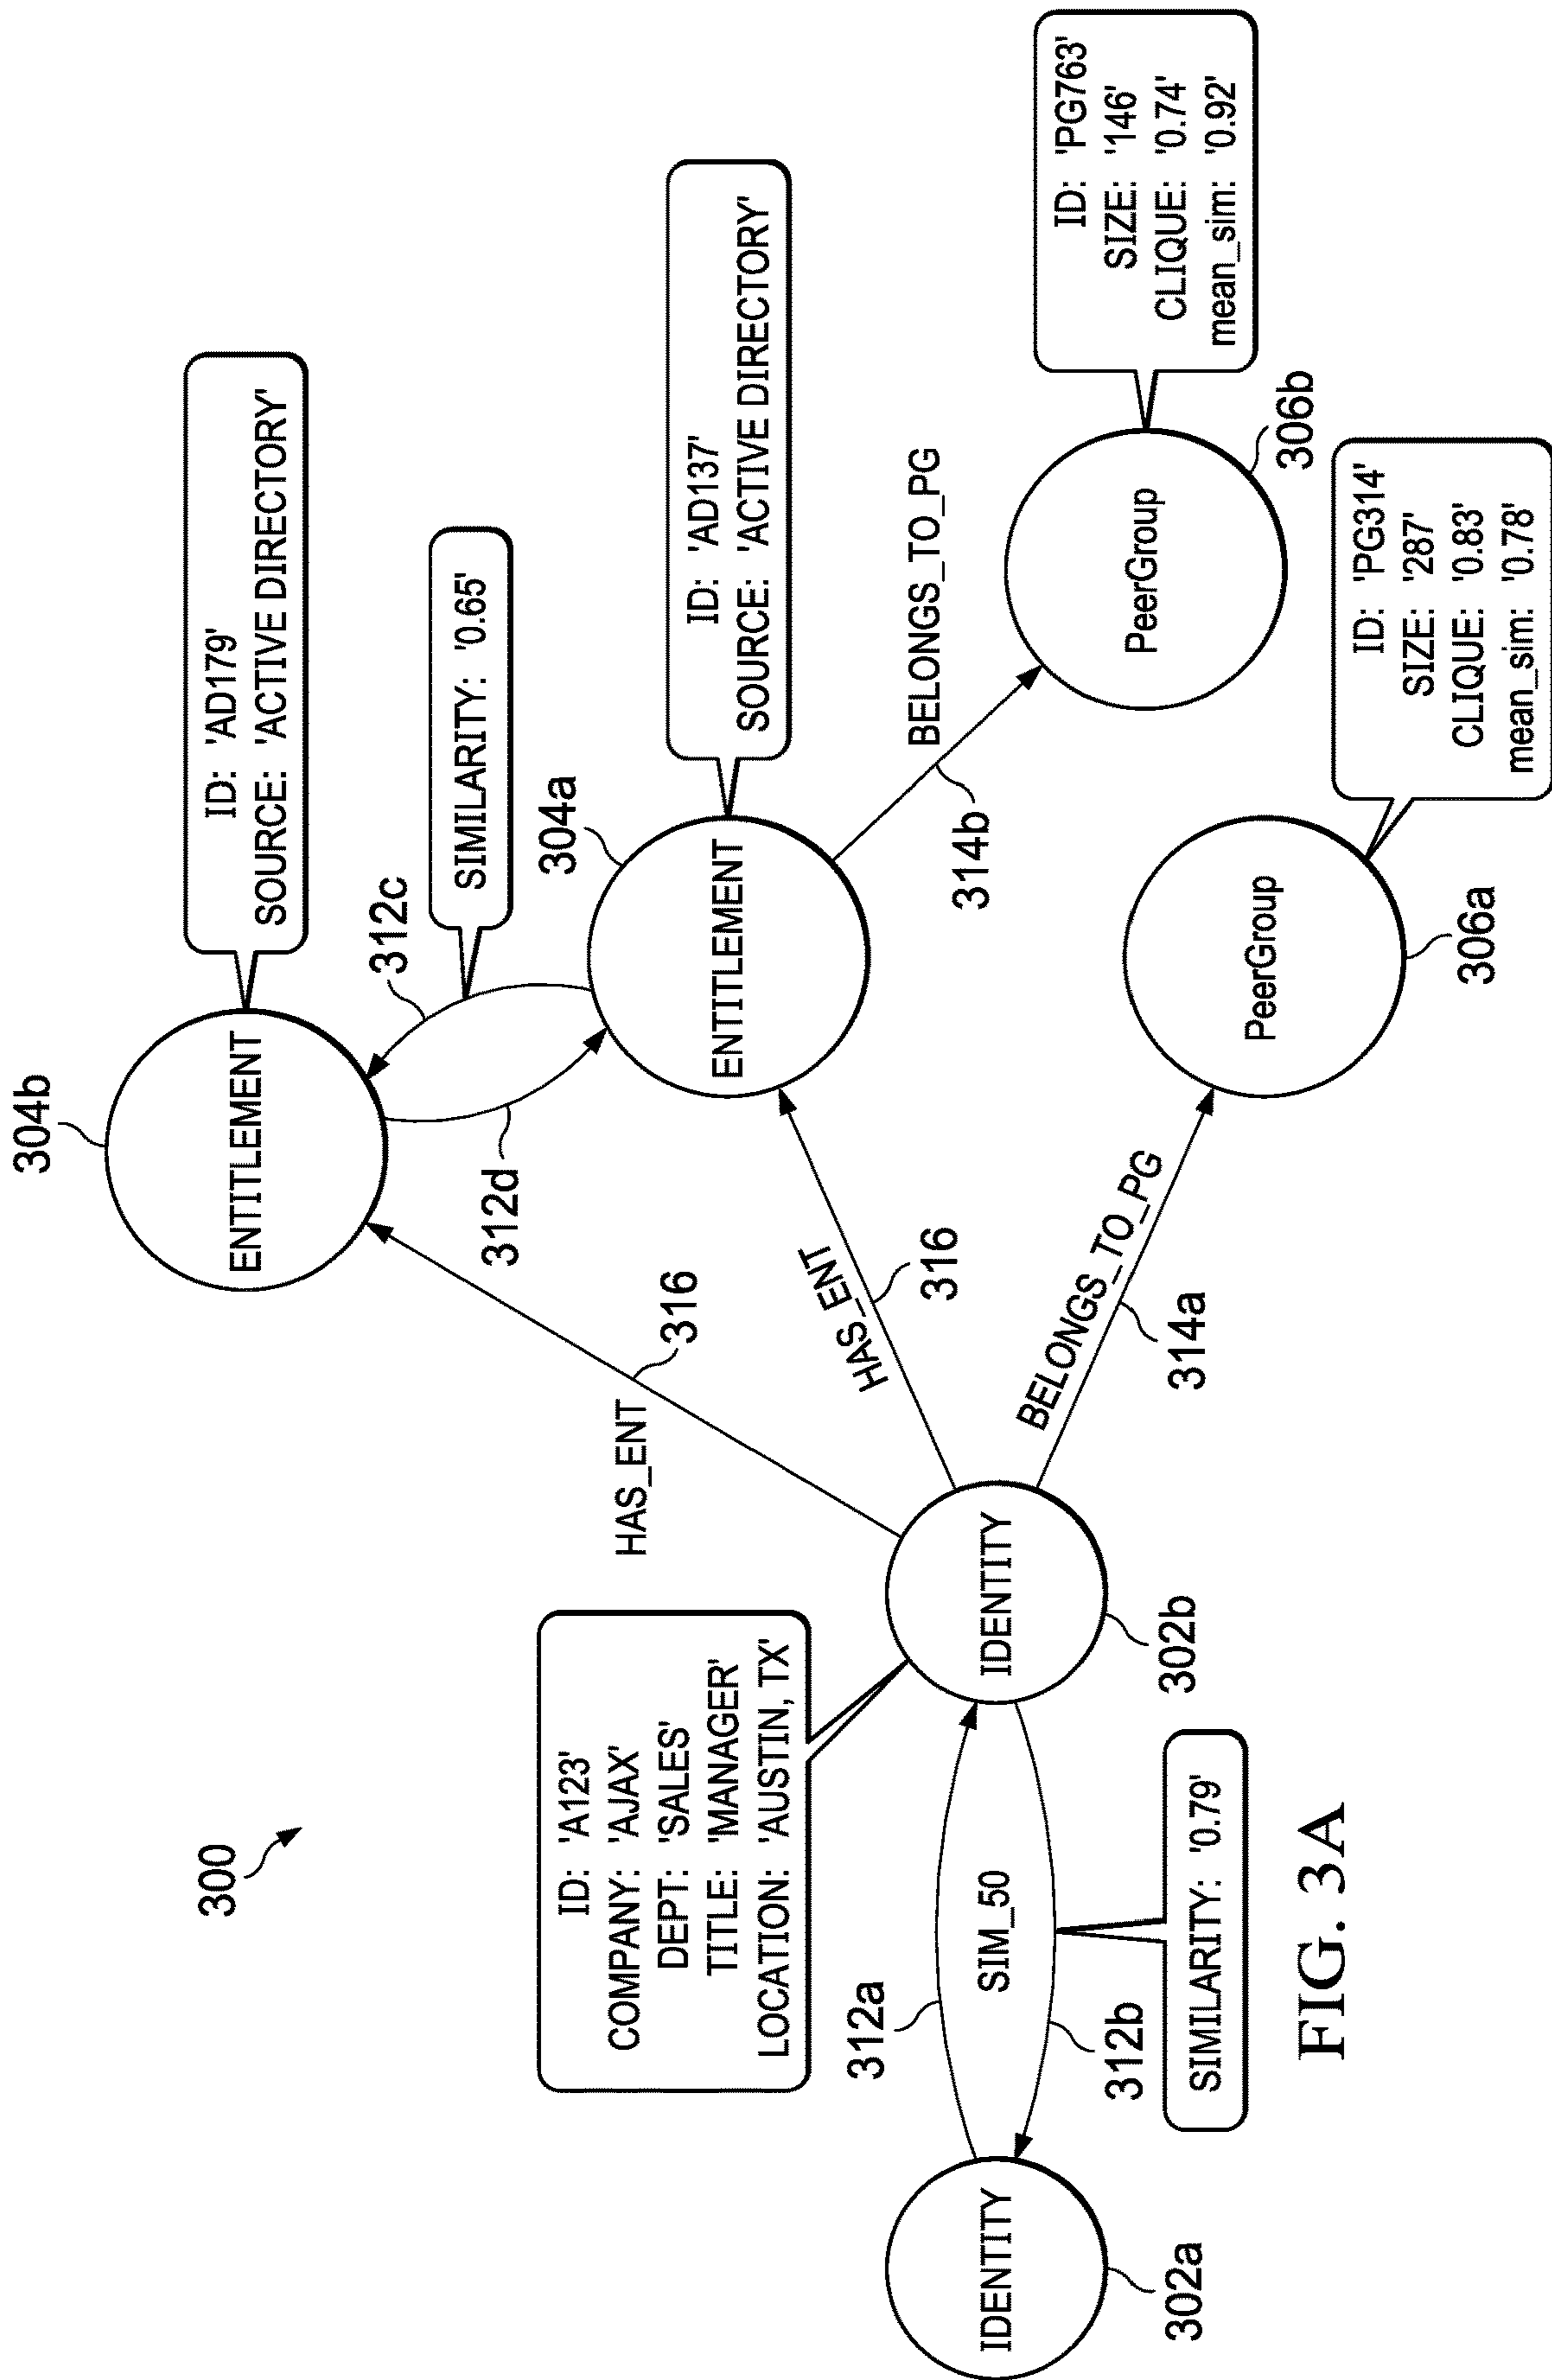 300
304b
ENTITLEMENT
ID: 'AD179'
SOURCE: 'ACTIVE DIRECTORY'
312c
312d
SIMILARITY: '0.65'
HAS_ENT
316
304a
ENTITLEMENT
ID: 'AD137'
SOURCE: 'ACTIVE DIRECTORY'
ID: 'A123'
COMPANY: 'AJAX'
DEPT: 'SALES'
TITLE: 'MANAGER'
LOCATION: 'AUSTIN, TX'
HAS_ENT
316
312a
IDENTITY
302a
SIM_50
IDENTITY
302b
312b
SIMILARITY: '0.79'
BELONGS_TO_PG
314a
BELONGS_TO_PG
314b
PeerGroup
306b
ID: 'PG763'
SIZE: '146'
CLIQUE: '0.74'
mean_sim: '0.92'
PeerGroup
306a
ID: 'PG314'
SIZE: '287'
CLIQUE: '0.83'
mean_sim: '0.78'
FIG. 3A